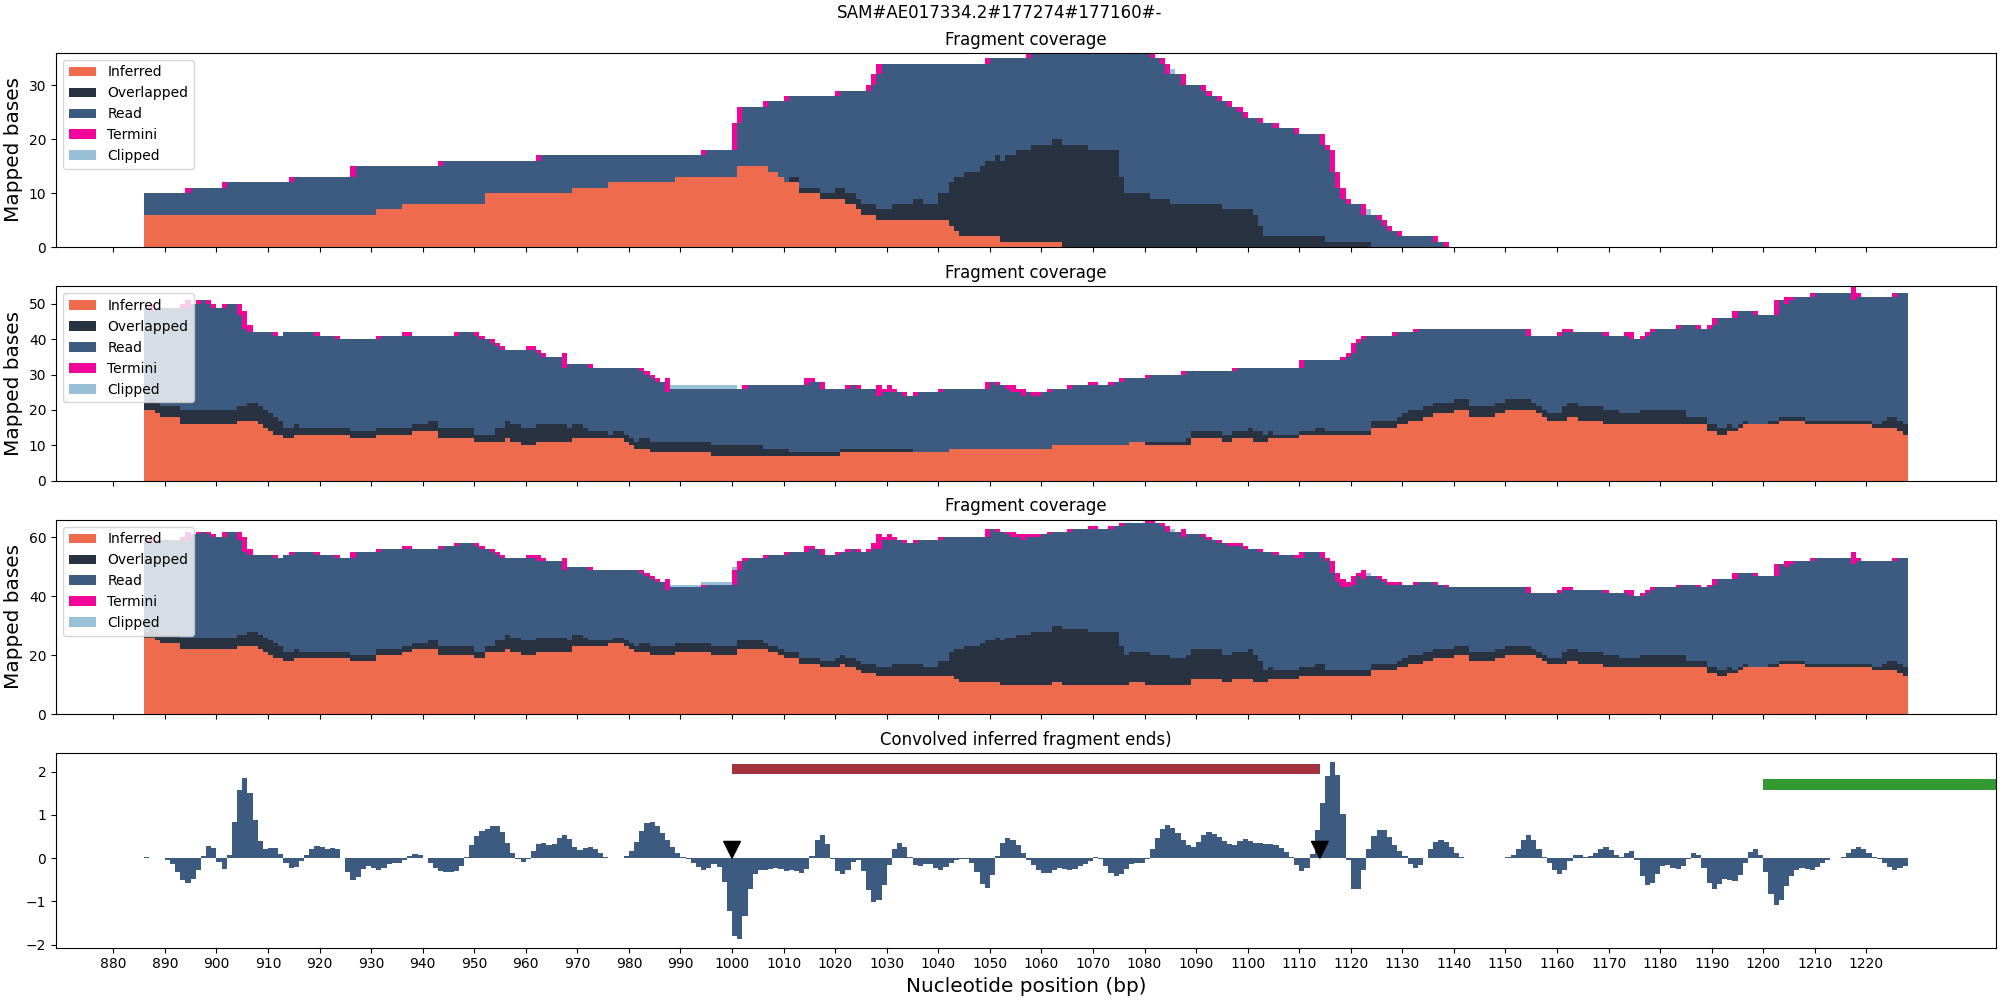 SAM#AE017334.2#177274#177160#-
Fragment coverage
Mapped bases
30
20
10
0
Inferred
Overlapped
Read
Termini
Clipped
Fragment coverage
Mapped bases
50
40
30
20
10
0
Inferred
Overlapped
Read
Termini
Clipped
Fragment coverage
Mapped bases
60
40
20
0
Inferred
Overlapped
Read
Termini
Clipped
Convolved inferred fragment ends)
2
1
0
−1
−2
880 890 900 910 920 930 940 950 960 970 980 990 1000 1010 1020 1030 1040 1050 1060 1070 1080 1090 1100 1110 1120 1130 1140 1150 1160 1170 1180 1190 1200 1210 1220
Nucleotide position (bp)